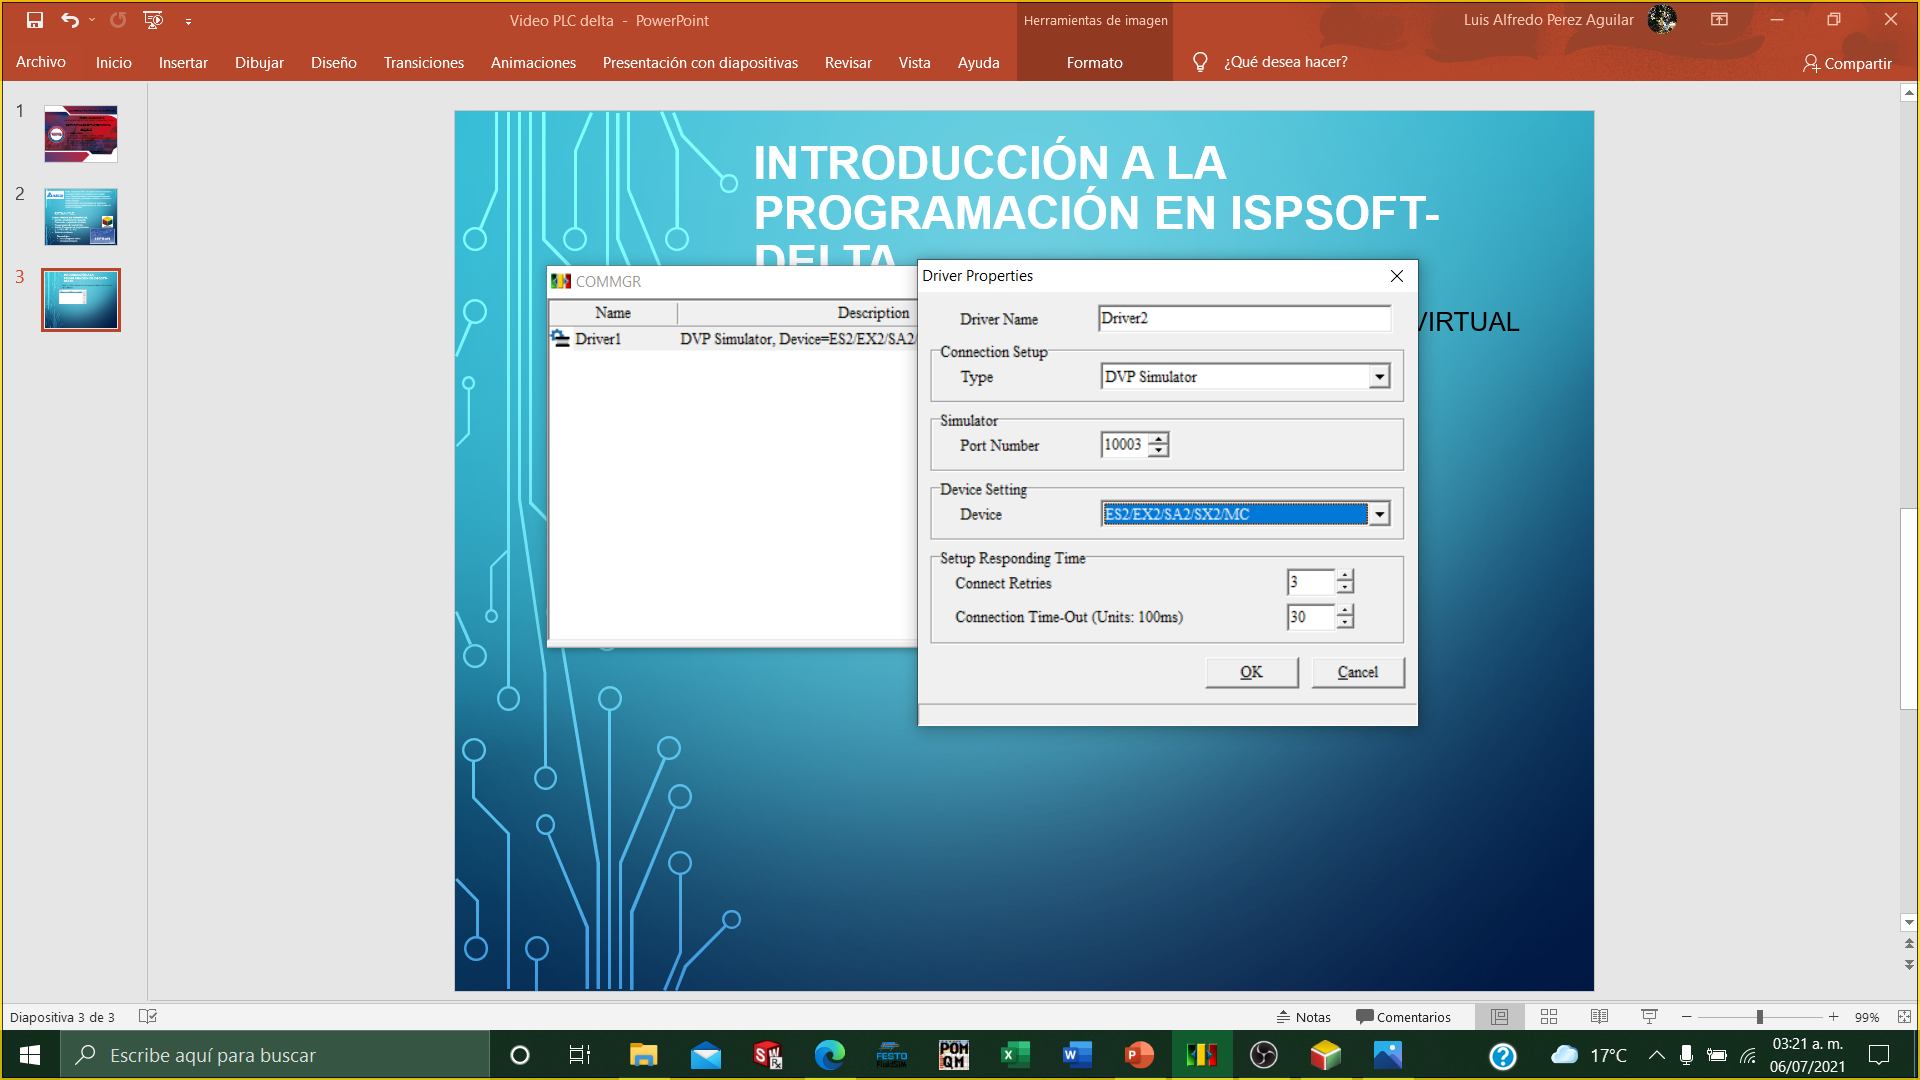 Video PLC delta - PowerPoint
Herramientas de imagen
Luis Alfredo Perez Aguilar
Archivo Inicio Insertar Dibujar Diseño Transiciones Animaciones Presentación con diapositivas Revisar Vista Ayuda Formato ¿Qué desea hacer? Compartir
1
2
3
INTRODUCCIÓN A LA
PROGRAMACIÓN EN ISPSOFT-
DELTA
VIRTUAL
COMMGR
Name Description
Driver1 DVP Simulator, Device=ES2/EX2/SA2/
Driver Properties
Driver Name Driver2
Connection Setup
Type DVP Simulator
Simulator
Port Number 10003
Device Setting
Device ES2/EX2/SA2/SX2/MC
Setup Responding Time
Connect Retries 3
Connection Time-Out (Units: 100ms) 30
OK Cancel
Diapositiva 3 de 3
Notas Comentarios 99%
Escribe aquí para buscar
FESTO
17°C
03:21 a. m.
06/07/2021